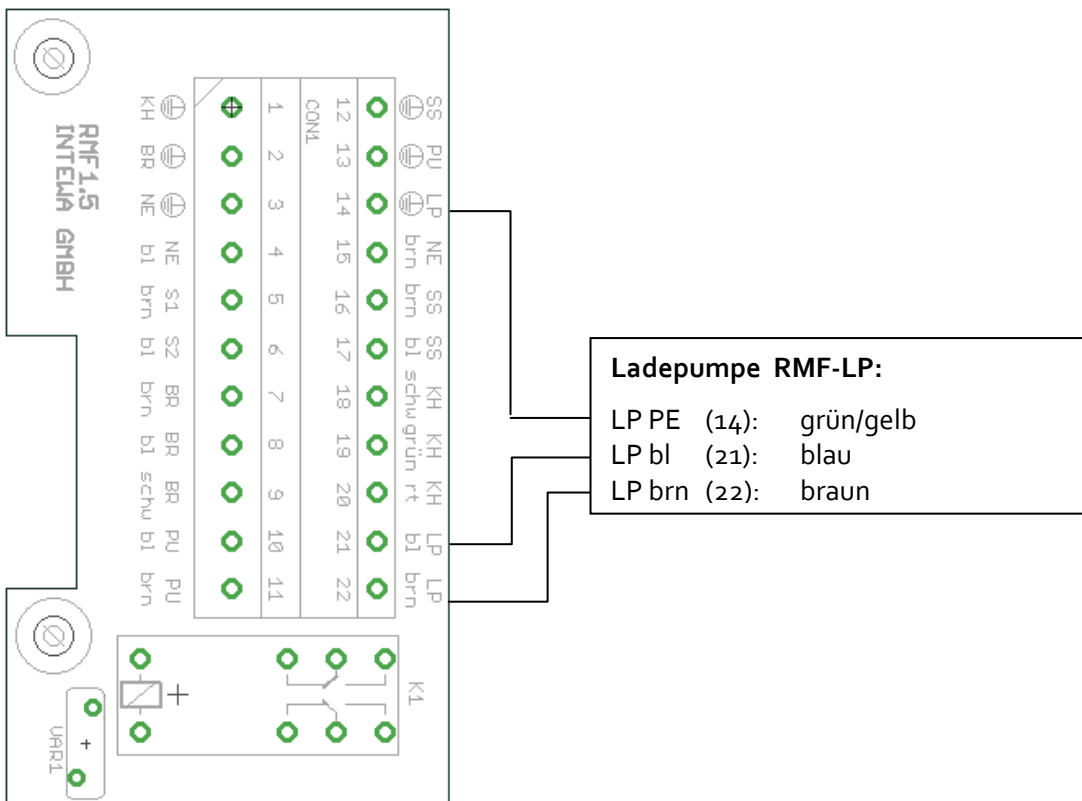 RMF1.5
INTEWA GMBH
CON1
KH 1
BR 2
NE 3
bl NE 4
brn S1 5
bl S2 6
brn BR 7
bl BR 8
schw BR 9
bl PU 10
brn PU 11
12 SS
13 PU
14 LP
15 brn NE
16 brn SS
17 bl SS
18 schw KH
19 grün KH
20 rt KH
21 bl LP
22 brn LP
K1
VAR1
+
+
Ladepumpe RMF-LP:
LP PE (14): grün/gelb
LP bl (21): blau
LP brn (22): braun